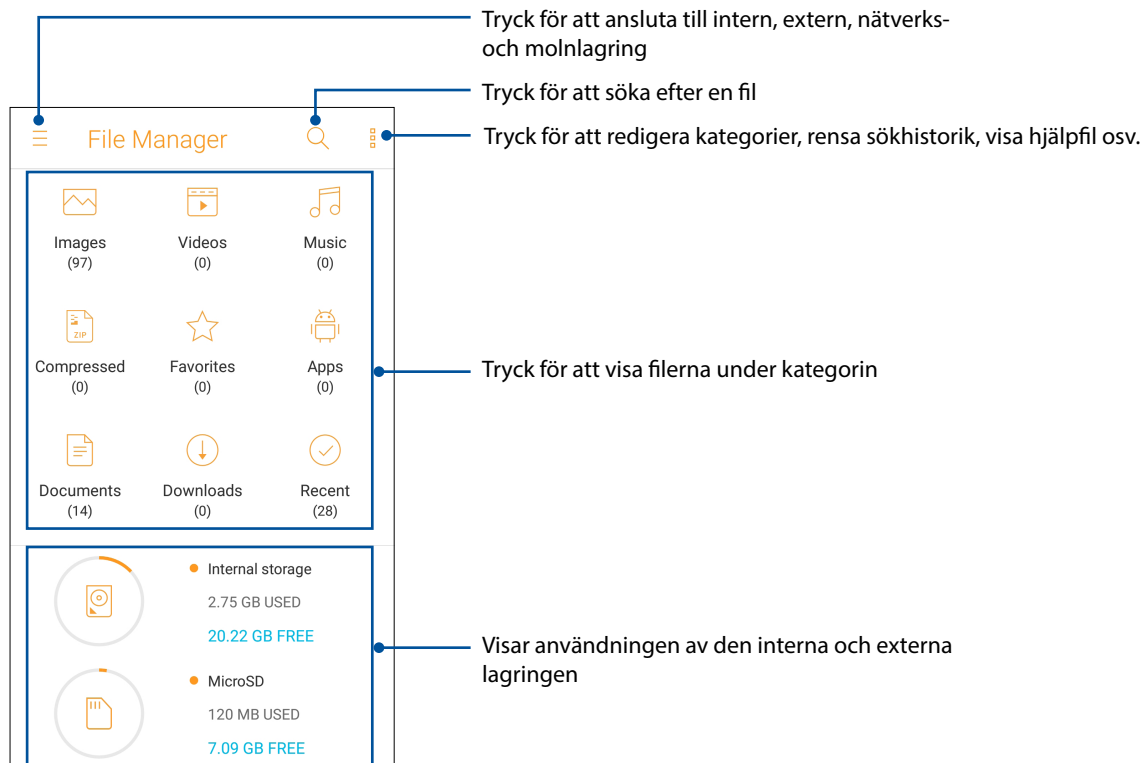 Tryck för att ansluta till intern, extern, nätverks-
och molnlagring
Tryck för att söka efter en fil
Tryck för att redigera kategorier, rensa sökhistorik, visa hjälpfil osv.
File Manager
Images
(97)
Videos
(0)
Music
(0)
ZIP
Compressed
(0)
Favorites
(0)
Apps
(0)
Tryck för att visa filerna under kategorin
Documents
(14)
Downloads
(0)
Recent
(28)
Internal storage
2.75 GB USED
20.22 GB FREE
Visar användningen av den interna och externa
lagringen
MicroSD
120 MB USED
7.09 GB FREE